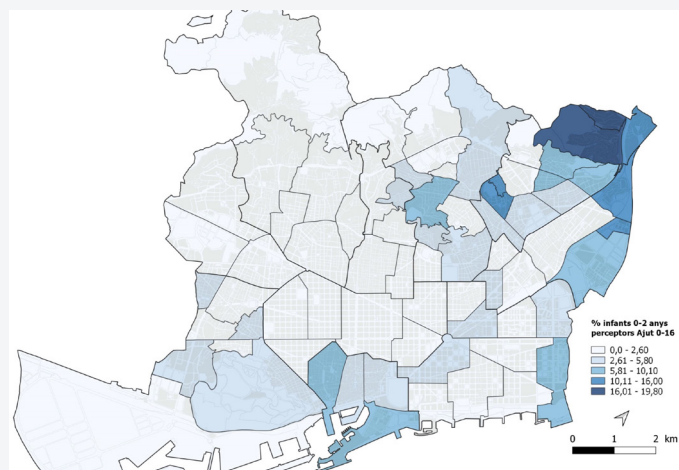 % infants 0-2 anys
perceptors Ajut 0-16
0,0 - 2,60
2,61 - 5,80
5,81 - 10,10
10,11 - 16,00
16,01 - 19,80
0 1 2 km